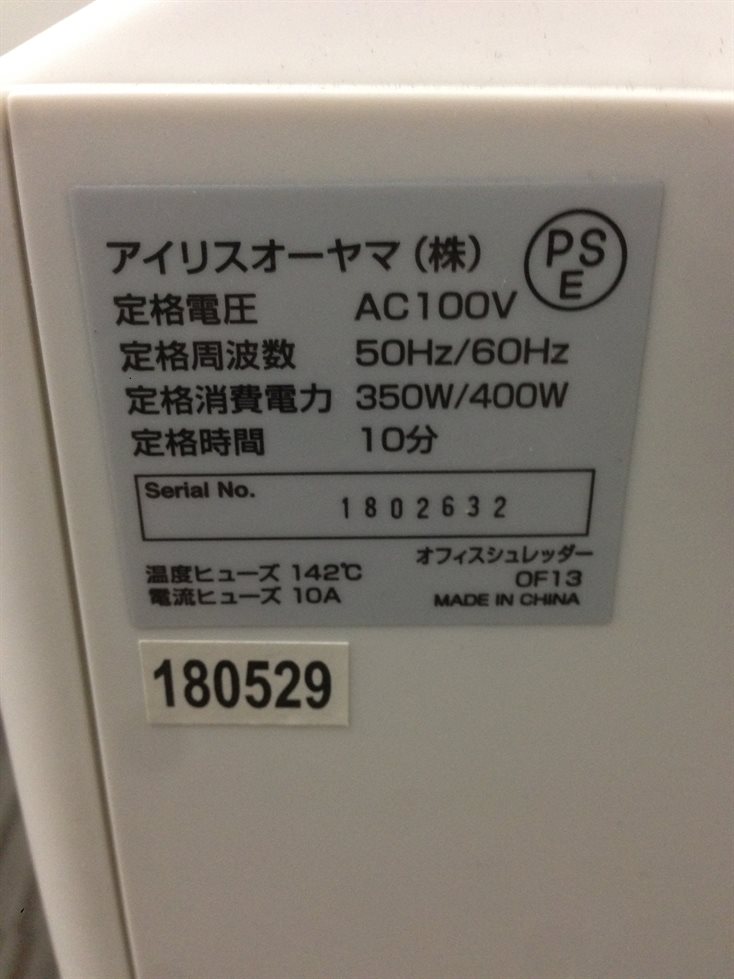 アイリスオーヤマ（株）
PS
E
定格電圧 AC100V
定格周波数 50Hz/60Hz
定格消費電力 350W/400W
定格時間 10分
Serial No. 1802632
温度ヒューズ 142℃
電流ヒューズ 10A
オフィスシュレッダー
OF13
MADE IN CHINA
180529